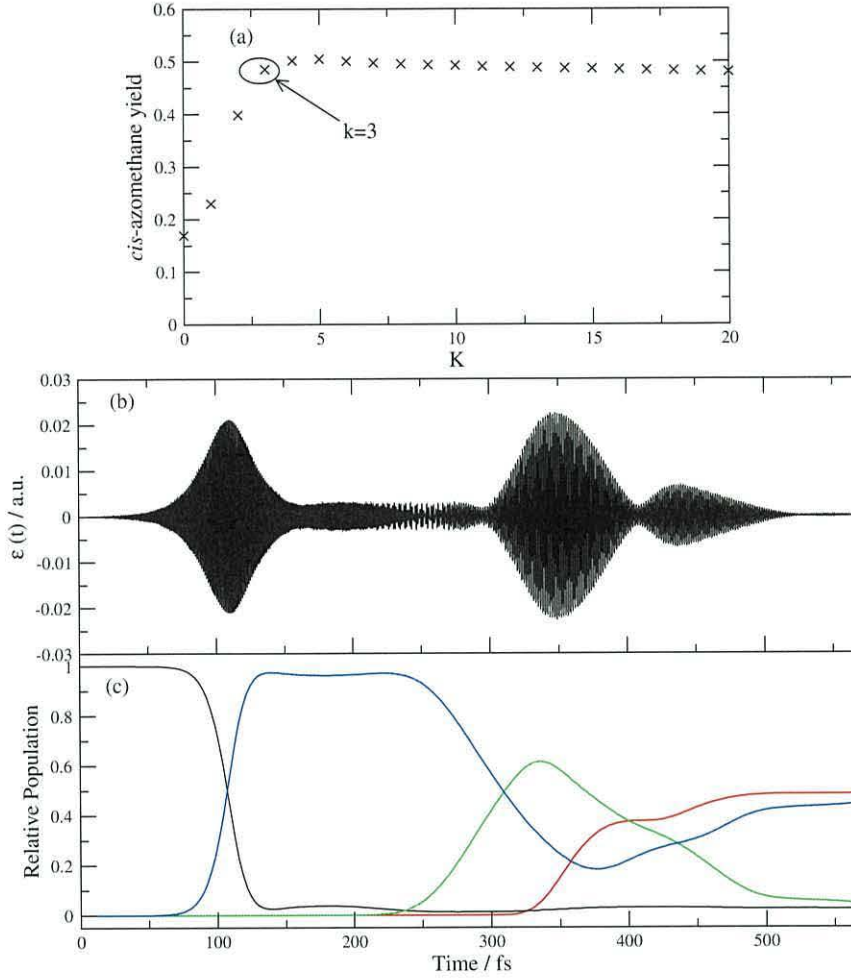 0.6
(a)
0.5
0.4
k=3
0.3
0.2
0.1
0
cis-azomethane yield
0 5 10 15 20
K
0.03
(b)
0.02
0.01
0
-0.01
-0.02
-0.03
ε (t) / a.u.
1
(c)
0.8
0.6
0.4
0.2
0
Relative Population
0 100 200 300 400 500
Time / fs